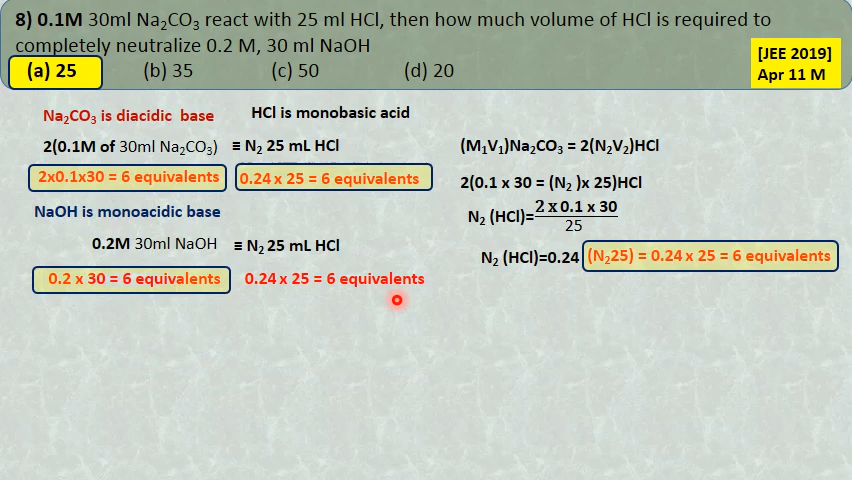 8) 0.1M 30ml Na₂CO₃ react with 25 ml HCl, then how much volume of HCl is required to
completely neutralize 0.2 M, 30 ml NaOH
(a) 25 (b) 35 (c) 50 (d) 20
[JEE 2019]
Apr 11 M
Na₂CO₃ is diacidic base
HCl is monobasic acid
2(0.1M of 30ml Na₂CO₃) ≡ N₂ 25 mL HCl
2x0.1x30 = 6 equivalents
0.24 x 25 = 6 equivalents
NaOH is monoacidic base
0.2M 30ml NaOH ≡ N₂ 25 mL HCl
0.2 x 30 = 6 equivalents
0.24 x 25 = 6 equivalents
(M₁V₁)Na₂CO₃ = 2(N₂V₂)HCl
2(0.1 x 30 = (N₂ )x 25)HCl
N₂ (HCl)= 2 x 0.1 x 30
25
N₂ (HCl)=0.24 (N₂25) = 0.24 x 25 = 6 equivalents